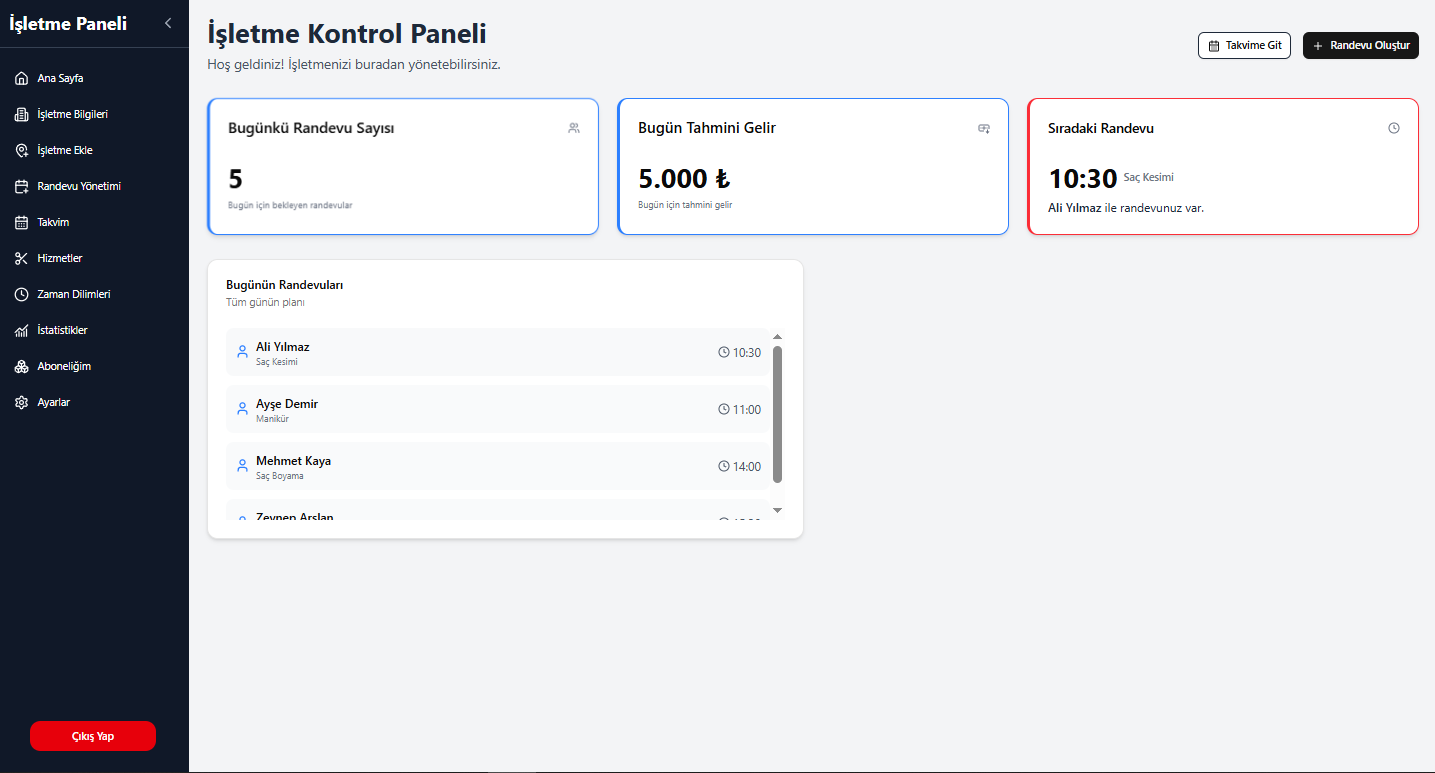 İşletme Paneli
Ana Sayfa
İşletme Bilgileri
İşletme Ekle
Randevu Yönetimi
Takvim
Hizmetler
Zaman Dilimleri
İstatistikler
Aboneliğim
Ayarlar
Çıkış Yap
İşletme Kontrol Paneli
Hoş geldiniz! İşletmenizi buradan yönetebilirsiniz.
Takvime Git
Randevu Oluştur
Bugünkü Randevu Sayısı
5
Bugün için bekleyen randevular
Bugün Tahmini Gelir
5.000 ₺
Bugün için tahmini gelir
Sıradaki Randevu
10:30 Saç Kesimi
Ali Yılmaz ile randevunuz var.
Bugünün Randevuları
Tüm günün planı
Ali Yılmaz
Saç Kesimi
10:30
Ayşe Demir
Manikür
11:00
Mehmet Kaya
Saç Boyama
14:00
Zeynep Arslan